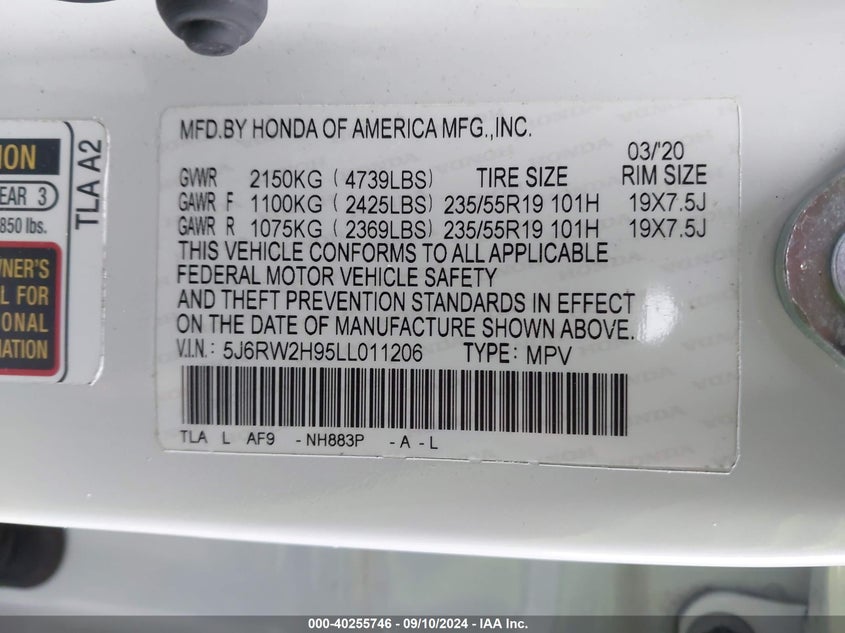 MFD.BY HONDA OF AMERICA MFG.,INC.
03/'20
GVWR 2150KG ( 4739LBS) TIRE SIZE RIM SIZE
GAWR F 1100KG ( 2425LBS) 235/55R19 101H 19X7.5J
GAWR R 1075KG ( 2369LBS) 235/55R19 101H 19X7.5J
THIS VEHICLE CONFORMS TO ALL APPLICABLE
FEDERAL MOTOR VEHICLE SAFETY
AND THEFT PREVENTION STANDARDS IN EFFECT
ON THE DATE OF MANUFACTURE SHOWN ABOVE.
V.I.N.: 5J6RW2H95LL011206 TYPE: MPV
TLA L AF9 - NH883P - A - L
TLA A2
ION
EAR 3
850 lbs.
WNER'S
L FOR
IONAL
MATION
000-40255746 - 09/10/2024 - IAA Inc.